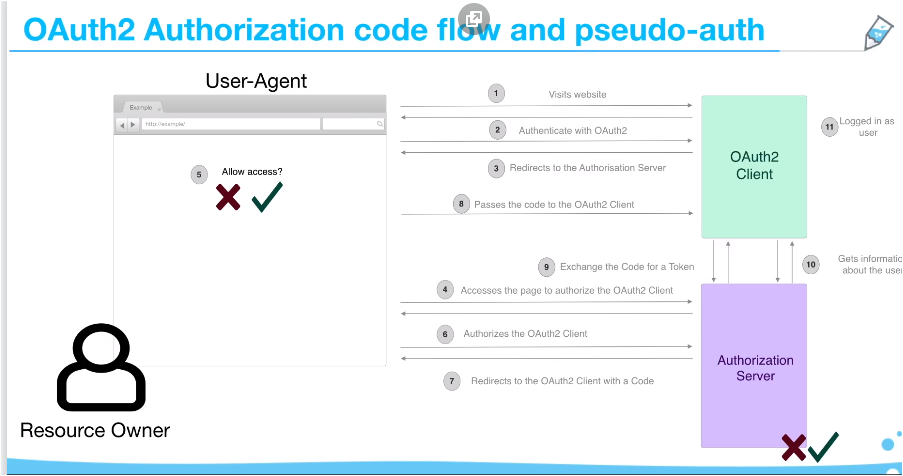 OAuth2 Authorization code flow and pseudo-auth
User-Agent
Example
http://example/
5 Allow access?
1 Visits website
2 Authenticate with OAuth2
3 Redirects to the Authorisation Server
8 Passes the code to the OAuth2 Client
9 Exchange the Code for a Token
4 Accesses the page to authorize the OAuth2 Client
6 Authorizes the OAuth2 Client
7 Redirects to the OAuth2 Client with a Code
OAuth2
Client
11 Logged in as
user
10 Gets informatio
about the user
Authorization
Server
Resource Owner